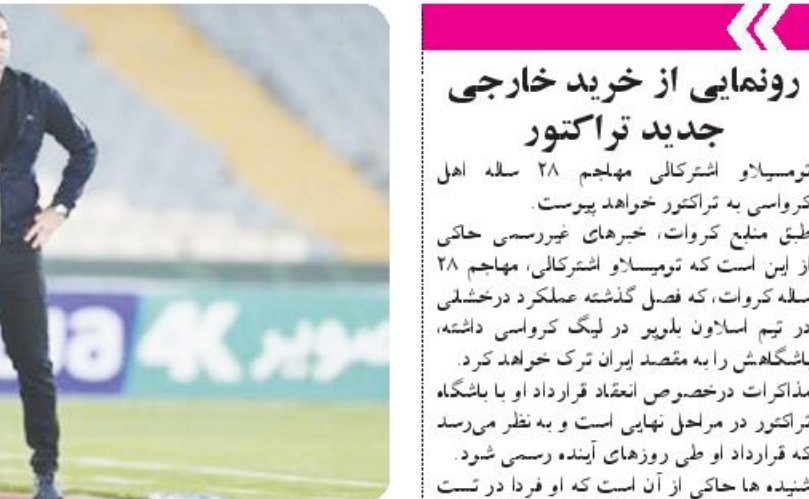 رونمایی از خرید خارجی
جدید تراکتور
تومسیلاو اشترکالی مهاجم ۲۸ ساله اهل
کرواسی به تراکتور خواهد پیوست.
طبق منابع کروات، خبرهای غیررسمی حاکی
از این است که تومیسلاو اشترکالی، مهاجم ۲۸
ساله کروات، که فصل گذشته عملکرد درخشانی
در تیم اسلاون بلوپو در لیگ کرواسی داشته،
باشگاهش را به مقصد ایران ترک خواهد کرد.
مذاکرات درخصوص انعقاد قرارداد او با باشگاه
تراکتور در مراحل نهایی است و به نظر می‌رسد
که قرارداد او طی روزهای آینده رسمی شود.
شنیده ها حاکی از آن است که او فردا در تست
4K صویر